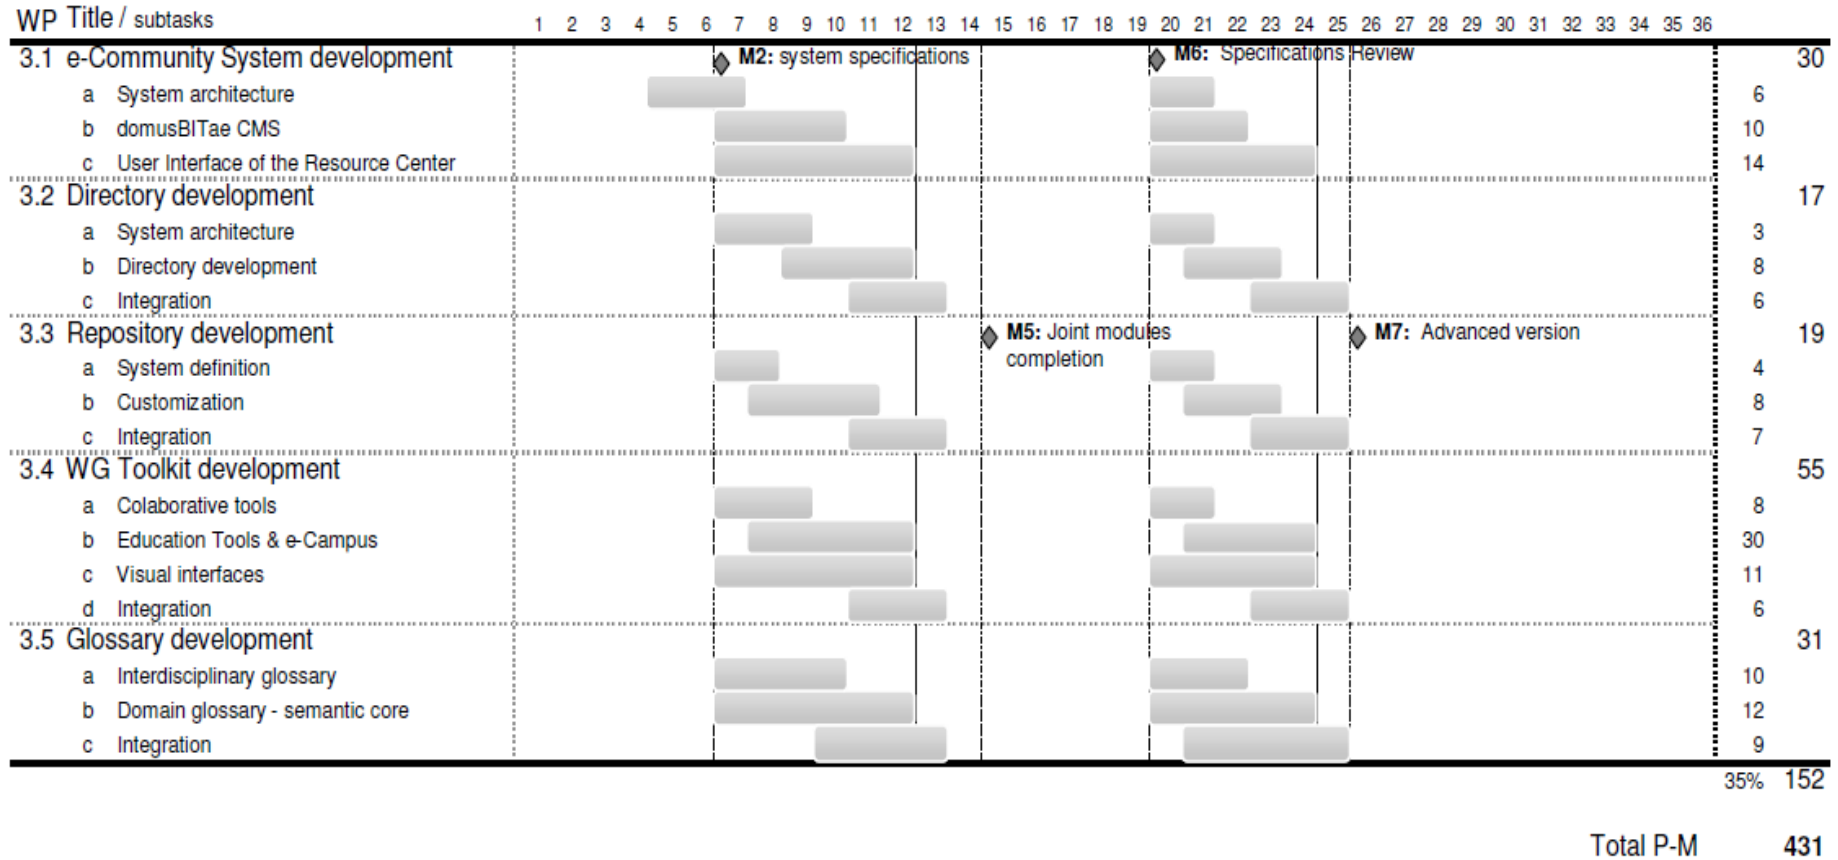 WP Title / subtasks 1 2 3 4 5 6 7 8 9 10 11 12 13 14 15 16 17 18 19 20 21 22 23 24 25 26 27 28 29 30 31 32 33 34 35 36
3.1 e-Community System development M2: system specifications M6: Specifications Review 30
a System architecture 6
b domusBITae CMS 10
c User Interface of the Resource Center 14
3.2 Directory development 17
a System architecture 3
b Directory development 8
c Integration 6
3.3 Repository development M5: Joint modules M7: Advanced version 19
completion
a System definition 4
b Customization 8
c Integration 7
3.4 WG Toolkit development 55
a Colaborative tools 8
b Education Tools & e-Campus 30
c Visual interfaces 11
d Integration 6
3.5 Glossary development 31
a Interdisciplinary glossary 10
b Domain glossary - semantic core 12
c Integration 9
35% 152
Total P-M 431